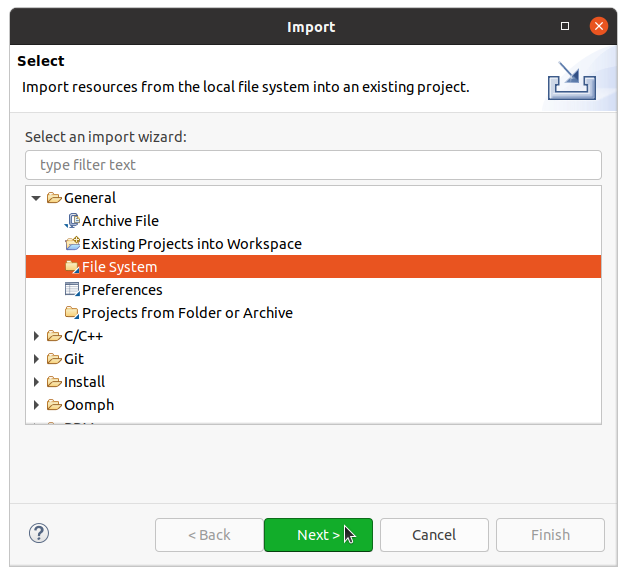 Import
Select
Import resources from the local file system into an existing project.
Select an import wizard:
type filter text
General
Archive File
Existing Projects into Workspace
File System
Preferences
Projects from Folder or Archive
C/C++
Git
Install
Oomph
< Back
Next >
Cancel
Finish